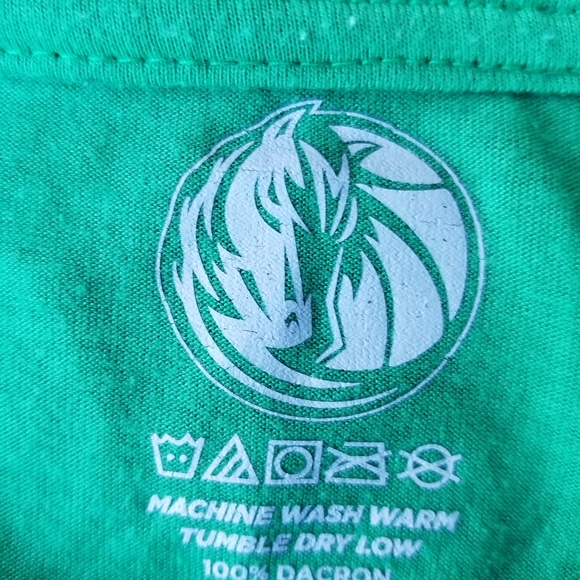 MACHINE WASH WARM
TUMBLE DRY LOW
100% DACRON